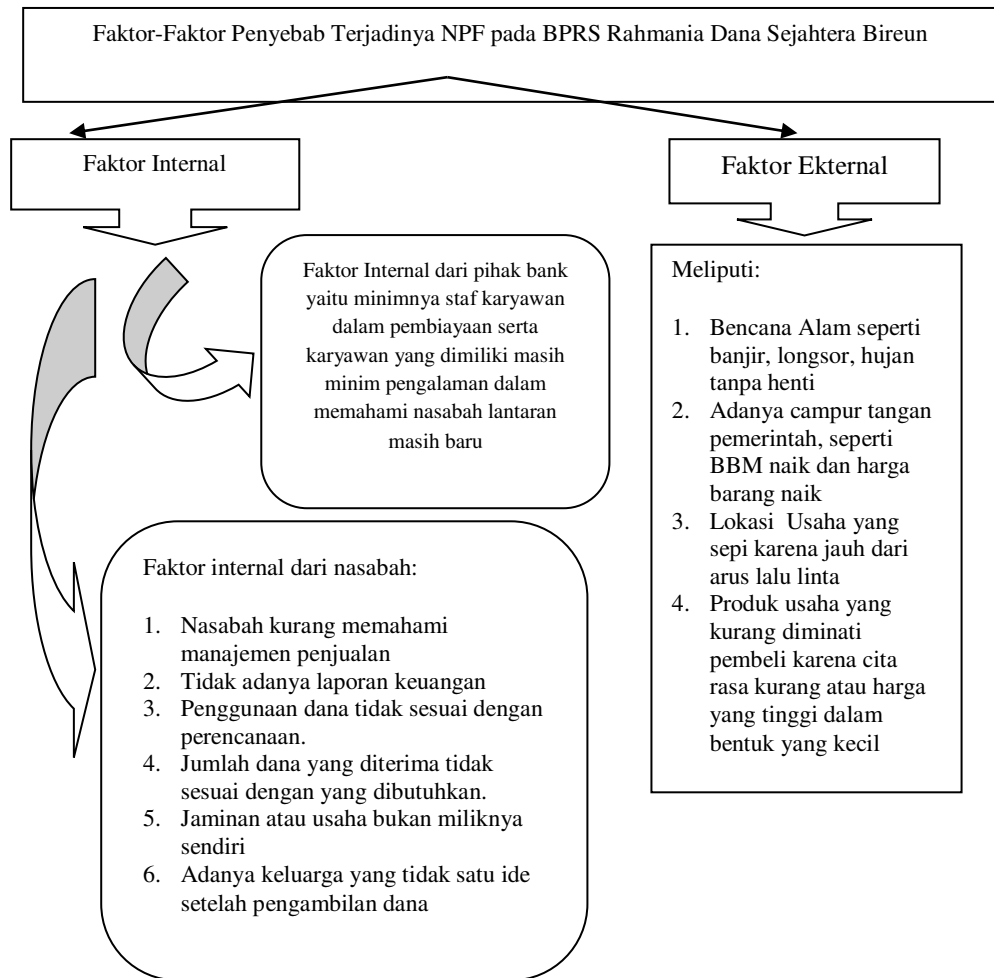 Faktor-Faktor Penyebab Terjadinya NPF pada BPRS Rahmania Dana Sejahtera Bireun
Faktor Internal
Faktor Ekternal
Faktor Internal dari pihak bank
yaitu minimnya staf karyawan
dalam pembiayaan serta
karyawan yang dimiliki masih
minim pengalaman dalam
memahami nasabah lantaran
masih baru
Meliputi:
1. Bencana Alam seperti
banjir, longsor, hujan
tanpa henti
2. Adanya campur tangan
pemerintah, seperti
BBM naik dan harga
barang naik
3. Lokasi Usaha yang
sepi karena jauh dari
arus lalu linta
4. Produk usaha yang
kurang diminati
pembeli karena cita
rasa kurang atau harga
yang tinggi dalam
bentuk yang kecil
Faktor internal dari nasabah:
1. Nasabah kurang memahami
manajemen penjualan
2. Tidak adanya laporan keuangan
3. Penggunaan dana tidak sesuai dengan
perencanaan.
4. Jumlah dana yang diterima tidak
sesuai dengan yang dibutuhkan.
5. Jaminan atau usaha bukan miliknya
sendiri
6. Adanya keluarga yang tidak satu ide
setelah pengambilan dana